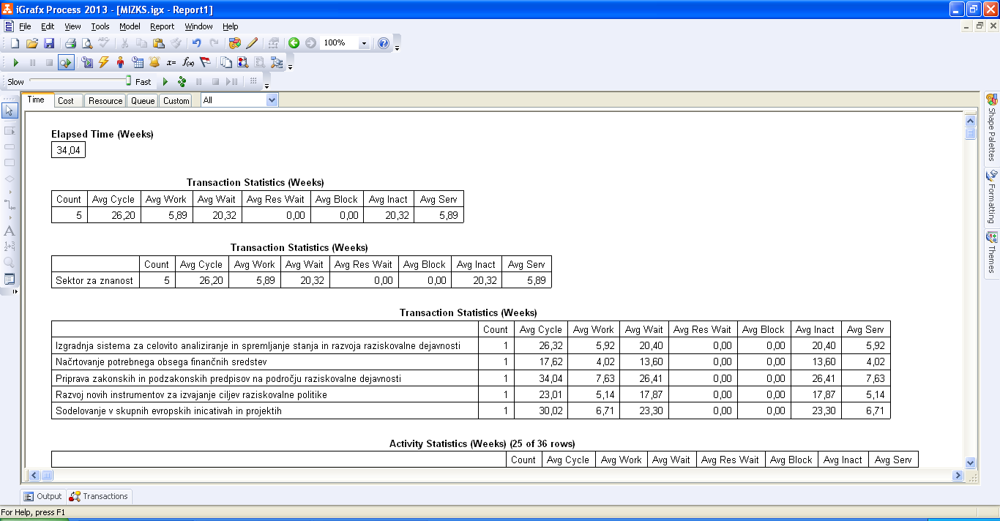 iGrafx Process 2013 - [MIZKS.igx - Report1]
File Edit View Tools Model Report Window Help
100%
Slow Fast
Time Cost Resource Queue Custom All
Elapsed Time (Weeks)
34,04
Transaction Statistics (Weeks)
Count Avg Cycle Avg Work Avg Wait Avg Res Wait Avg Block Avg Inact Avg Serv
5 26,20 5,89 20,32 0,00 0,00 20,32 5,89
Transaction Statistics (Weeks)
Count Avg Cycle Avg Work Avg Wait Avg Res Wait Avg Block Avg Inact Avg Serv
Sektor za znanost 5 26,20 5,89 20,32 0,00 0,00 20,32 5,89
Transaction Statistics (Weeks)
Count Avg Cycle Avg Work Avg Wait Avg Res Wait Avg Block Avg Inact Avg Serv
Izgradnja sistema za celovito analiziranje in spremljanje stanja in razvoja raziskovalne dejavnosti 1 26,32 5,92 20,40 0,00 0,00 20,40 5,92
Načrtovanje potrebnega obsega finančnih sredstev 1 17,62 4,02 13,60 0,00 0,00 13,60 4,02
Priprava zakonskih in podzakonskih predpisov na področju raziskovalne dejavnosti 1 34,04 7,63 26,41 0,00 0,00 26,41 7,63
Razvoj novih instrumentov za izvajanje ciljev raziskovalne politike 1 23,01 5,14 17,87 0,00 0,00 17,87 5,14
Sodelovanje v skupnih evropskih inicativah in projektih 1 30,02 6,71 23,30 0,00 0,00 23,30 6,71
Activity Statistics (Weeks) (25 of 36 rows)
Count Avg Cycle Avg Work Avg Wait Avg Res Wait Avg Block Avg Inact Avg Serv
Shape Palettes
Formatting
Themes
Output Transactions
For Help, press F1